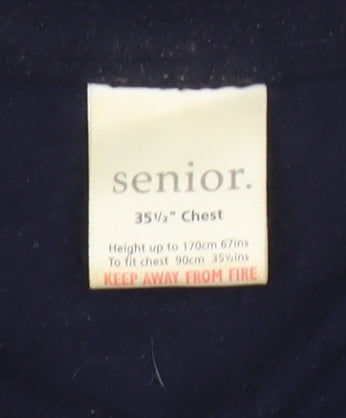 senior.
35½" Chest
Height up to 170cm 67ins
To fit chest 90cm 35½ins
KEEP AWAY FROM FIRE